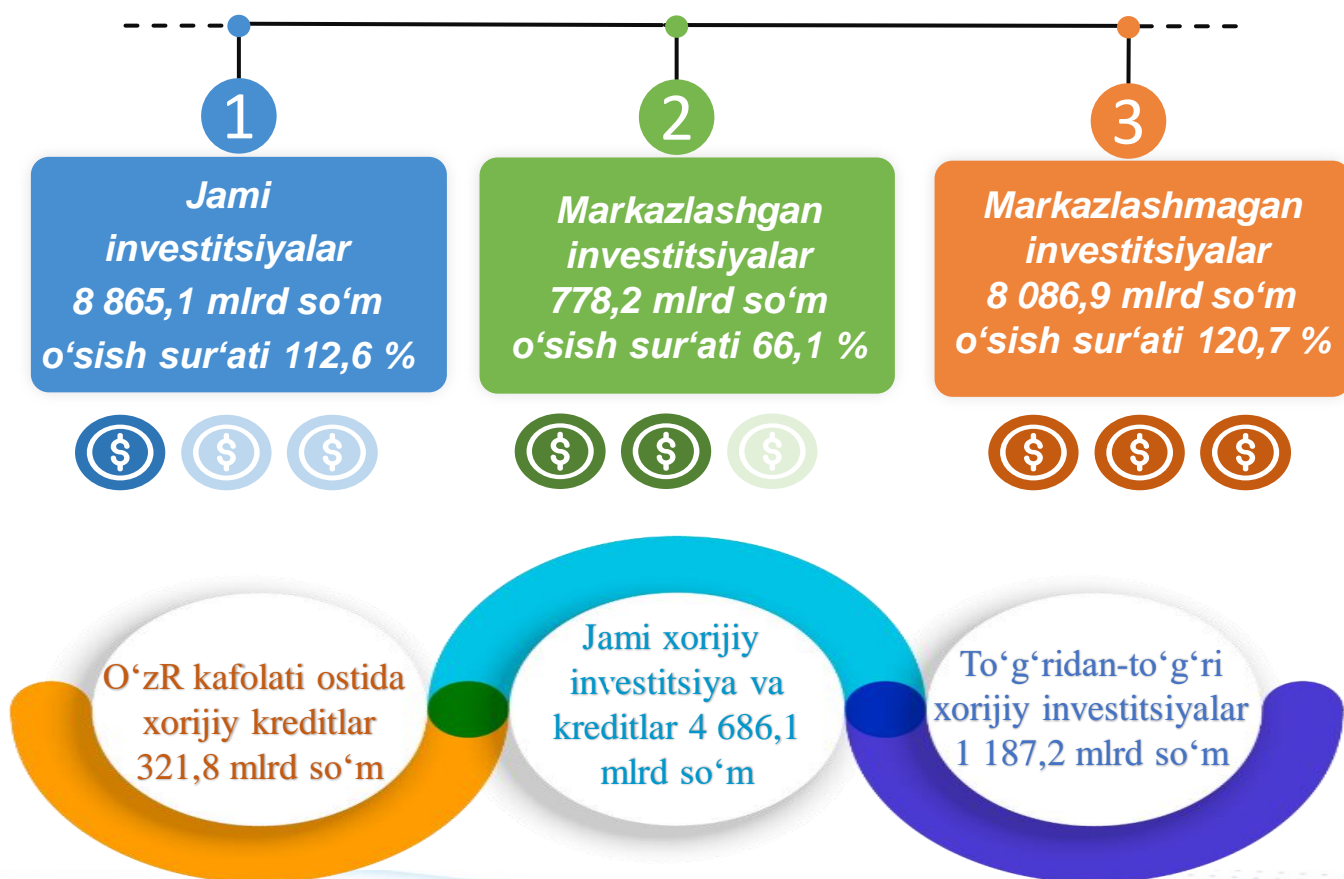 1
Jami
investitsiyalar
8 865,1 mlrd so‘m
o‘sish sur‘ati 112,6 %
2
Markazlashgan
investitsiyalar
778,2 mlrd so‘m
o‘sish sur‘ati 66,1 %
3
Markazlashmagan
investitsiyalar
8 086,9 mlrd so‘m
o‘sish sur‘ati 120,7 %
$ $ $
$ $ $
$ $ $
O‘zR kafolati ostida
xorijiy kreditlar
321,8 mlrd so‘m
Jami xorijiy
investitsiya va
kreditlar 4 686,1
mlrd so‘m
To‘g‘ridan-to‘g‘ri
xorijiy investitsiyalar
1 187,2 mlrd so‘m